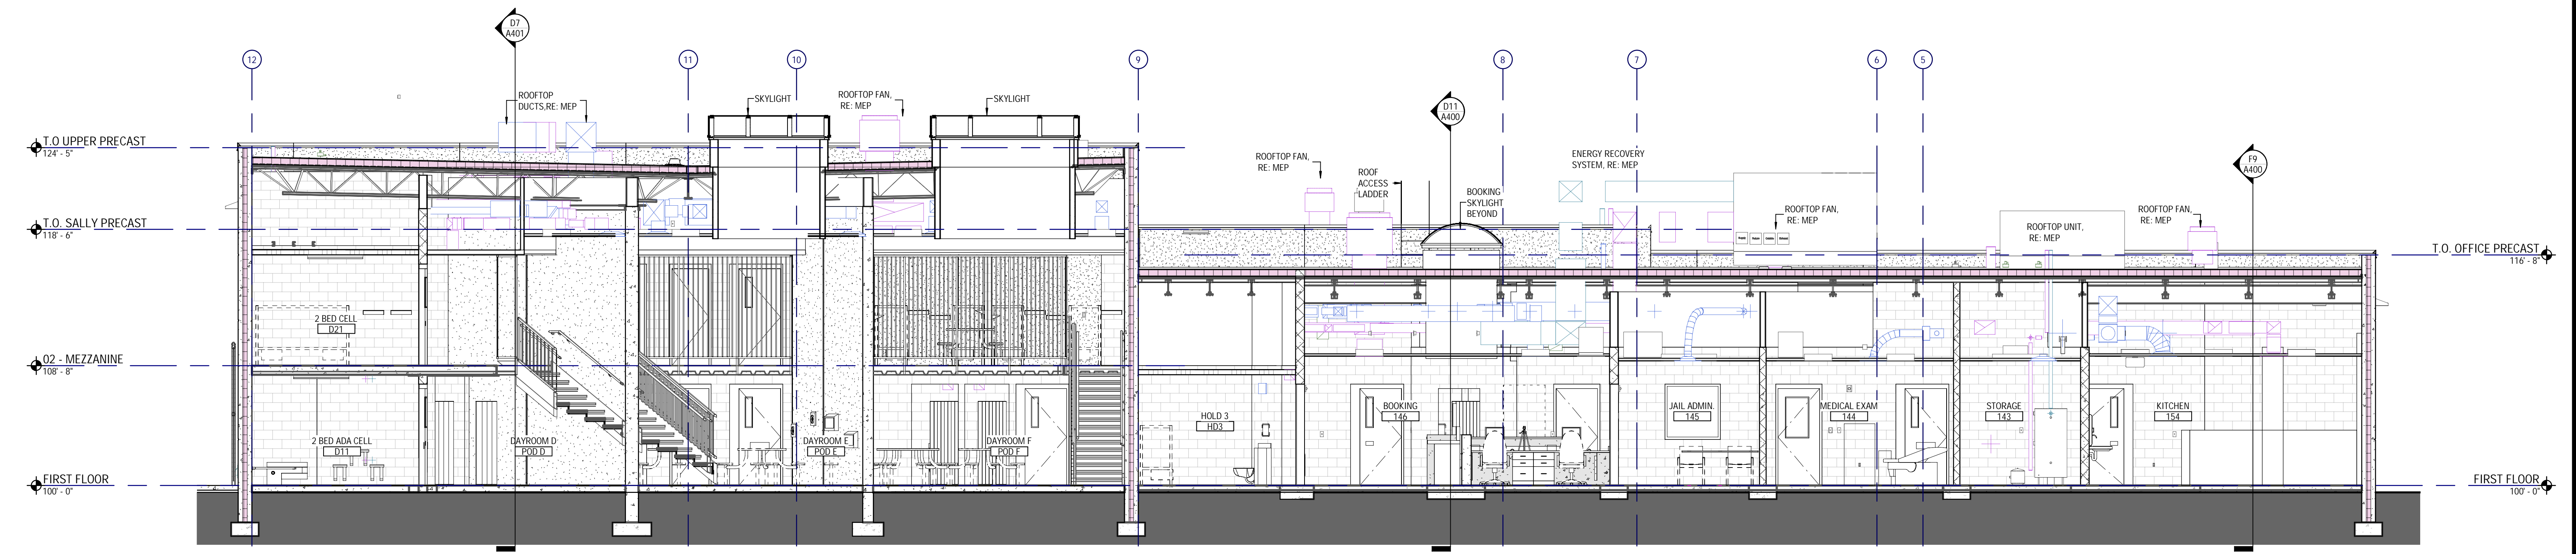 D7
A401
12
11
10
9
8
7
6
5
D11
A400
F9
A400
ROOFTOP
DUCTS,RE: MEP
SKYLIGHT
ROOFTOP FAN,
RE: MEP
SKYLIGHT
T.O UPPER PRECAST
124' - 5"
T.O. SALLY PRECAST
118' - 6"
02 - MEZZANINE
108' - 8"
FIRST FLOOR
100' - 0"
ROOFTOP FAN,
RE: MEP
ROOF
ACCESS
LADDER
BOOKING
SKYLIGHT
BEYOND
ENERGY RECOVERY
SYSTEM, RE: MEP
ROOFTOP FAN,
RE: MEP
ROOFTOP UNIT,
RE: MEP
ROOFTOP FAN,
RE: MEP
T.O. OFFICE PRECAST
116' - 8"
FIRST FLOOR
100' - 0"
2 BED CELL
D21
2 BED ADA CELL
D11
DAYROOM D
POD D
DAYROOM E
POD E
DAYROOM F
POD F
HOLD 3
HD3
BOOKING
146
JAIL ADMIN.
145
MEDICAL EXAM
144
STORAGE
143
KITCHEN
154